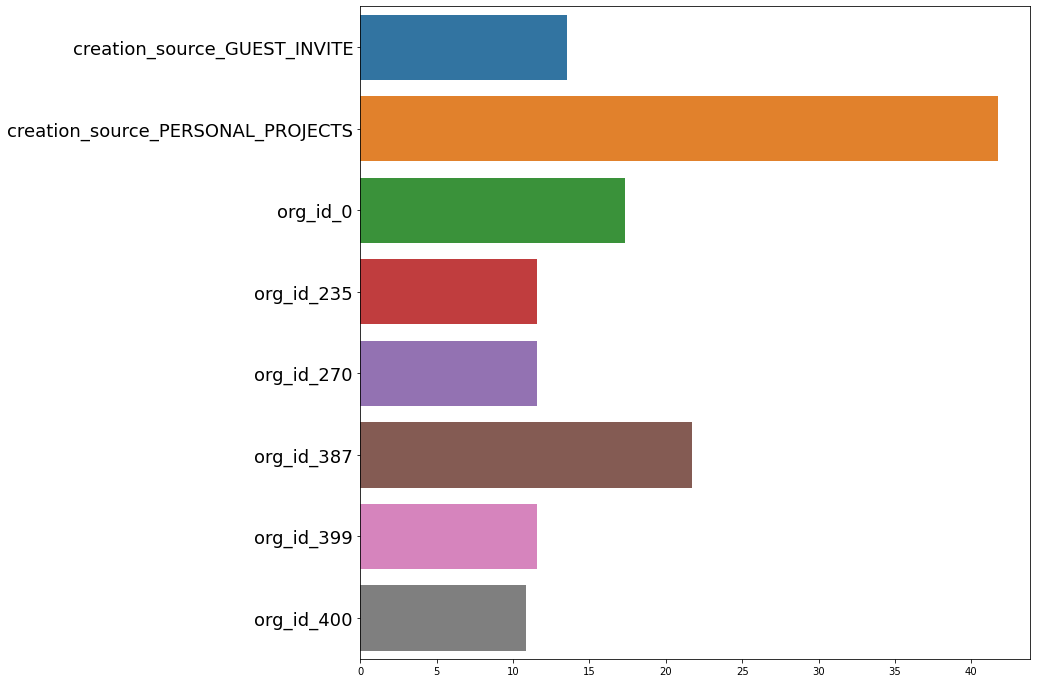 creation_source_GUEST_INVITE
creation_source_PERSONAL_PROJECTS
org_id_0
org_id_235
org_id_270
org_id_387
org_id_399
org_id_400
0 5 10 15 20 25 30 35 40